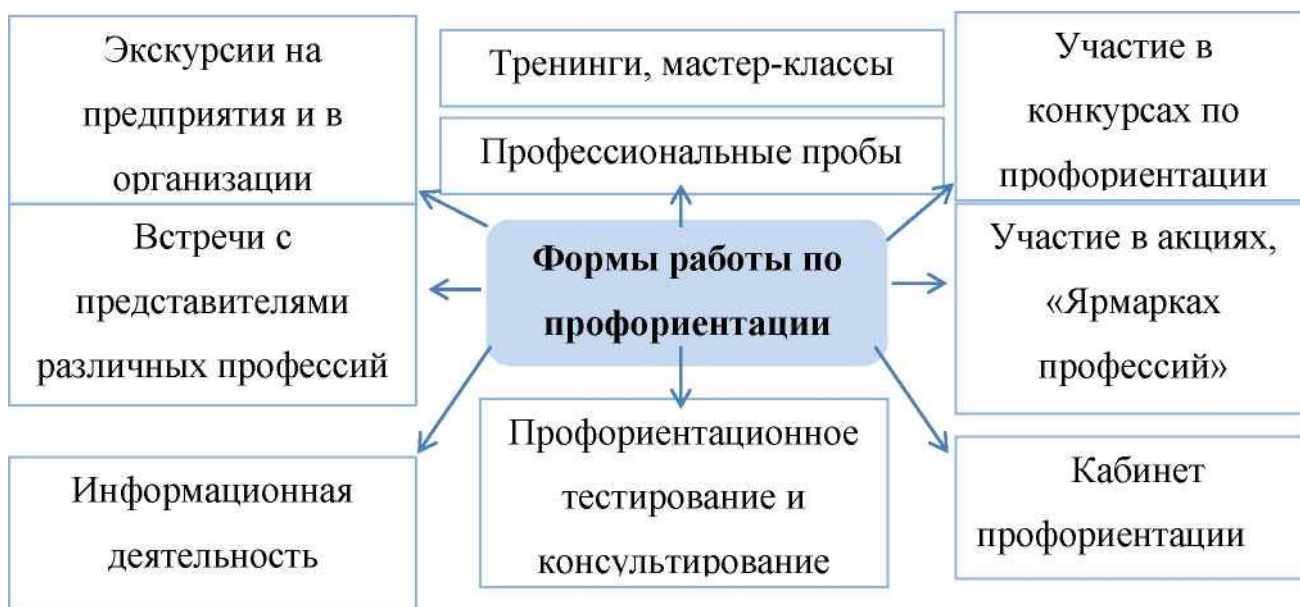 Экскурсии на
предприятия и в
организации
Тренинги, мастер-классы
Профессиональные пробы
Участие в
конкурсах по
профориентации
Встречи с
представителями
различных профессий
Формы работы по
профориентации
Участие в акциях,
«Ярмарках
профессий»
Информационная
деятельность
Профориентационное
тестирование и
консультирование
Кабинет
профориентации